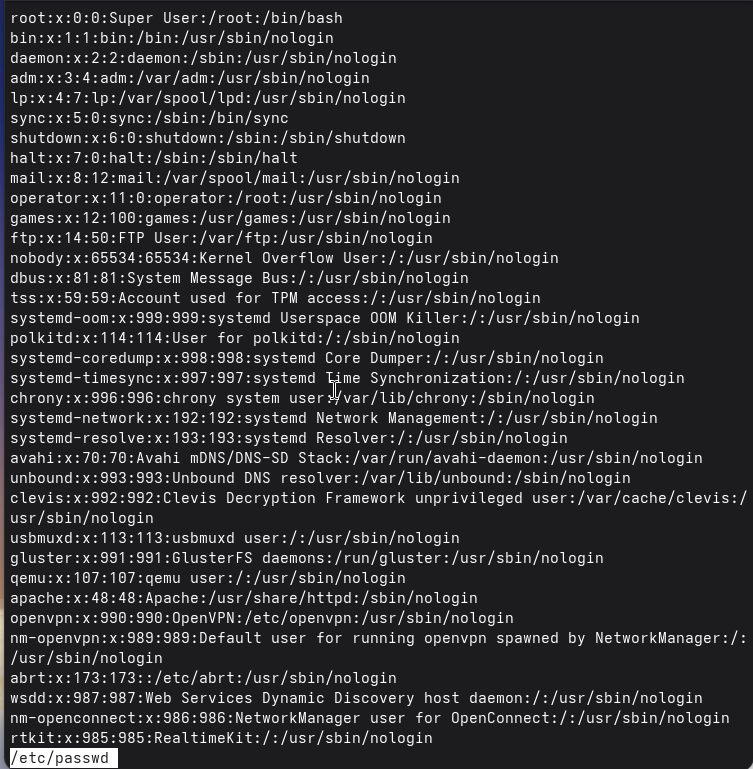 root:x:0:0:Super User:/root:/bin/bash
bin:x:1:1:bin:/bin:/usr/sbin/nologin
daemon:x:2:2:daemon:/sbin:/usr/sbin/nologin
adm:x:3:4:adm:/var/adm:/usr/sbin/nologin
lp:x:4:7:lp:/var/spool/lpd:/usr/sbin/nologin
sync:x:5:0:sync:/sbin:/bin/sync
shutdown:x:6:0:shutdown:/sbin:/sbin/shutdown
halt:x:7:0:halt:/sbin:/sbin/halt
mail:x:8:12:mail:/var/spool/mail:/usr/sbin/nologin
operator:x:11:0:operator:/root:/usr/sbin/nologin
games:x:12:100:games:/usr/games:/usr/sbin/nologin
ftp:x:14:50:FTP User:/var/ftp:/usr/sbin/nologin
nobody:x:65534:65534:Kernel Overflow User:/:/usr/sbin/nologin
dbus:x:81:81:System Message Bus:/:/usr/sbin/nologin
tss:x:59:59:Account used for TPM access:/:/usr/sbin/nologin
systemd-oom:x:999:999:systemd Userspace OOM Killer:/:/usr/sbin/nologin
polkitd:x:114:114:User for polkitd:/:/sbin/nologin
systemd-coredump:x:998:998:systemd Core Dumper:/:/usr/sbin/nologin
systemd-timesync:x:997:997:systemd Time Synchronization:/:/usr/sbin/nologin
chrony:x:996:996:chrony system user:/var/lib/chrony:/sbin/nologin
systemd-network:x:192:192:systemd Network Management:/:/usr/sbin/nologin
systemd-resolve:x:193:193:systemd Resolver:/:/usr/sbin/nologin
avahi:x:70:70:Avahi mDNS/DNS-SD Stack:/var/run/avahi-daemon:/usr/sbin/nologin
unbound:x:993:993:Unbound DNS resolver:/var/lib/unbound:/sbin/nologin
clevis:x:992:992:Clevis Decryption Framework unprivileged user:/var/cache/clevis:/
usr/sbin/nologin
usbmuxd:x:113:113:usbmuxd user:/:/usr/sbin/nologin
gluster:x:991:991:GlusterFS daemons:/run/gluster:/usr/sbin/nologin
qemu:x:107:107:qemu user:/:/usr/sbin/nologin
apache:x:48:48:Apache:/usr/share/httpd:/sbin/nologin
openvpn:x:990:990:OpenVPN:/etc/openvpn:/usr/sbin/nologin
nm-openvpn:x:989:989:Default user for running openvpn spawned by NetworkManager:/:
/usr/sbin/nologin
abrt:x:173:173::/etc/abrt:/usr/sbin/nologin
wsdd:x:987:987:Web Services Dynamic Discovery host daemon:/:/usr/sbin/nologin
nm-openconnect:x:986:986:NetworkManager user for OpenConnect:/:/usr/sbin/nologin
rtkit:x:985:985:RealtimeKit:/:/usr/sbin/nologin
/etc/passwd